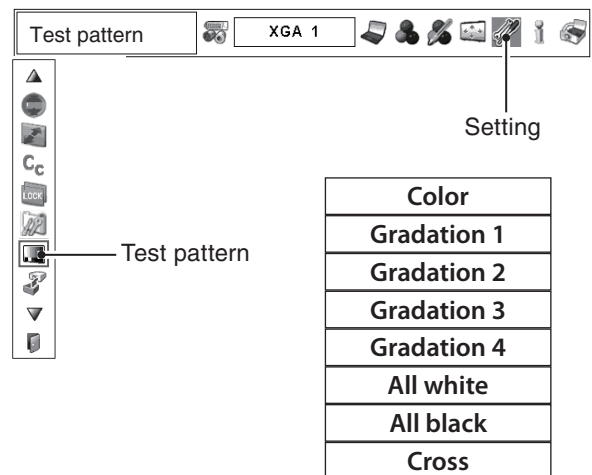 Test pattern
XGA 1
Setting
Cc
LOCK
Test pattern
Color
Gradation 1
Gradation 2
Gradation 3
Gradation 4
All white
All black
Cross